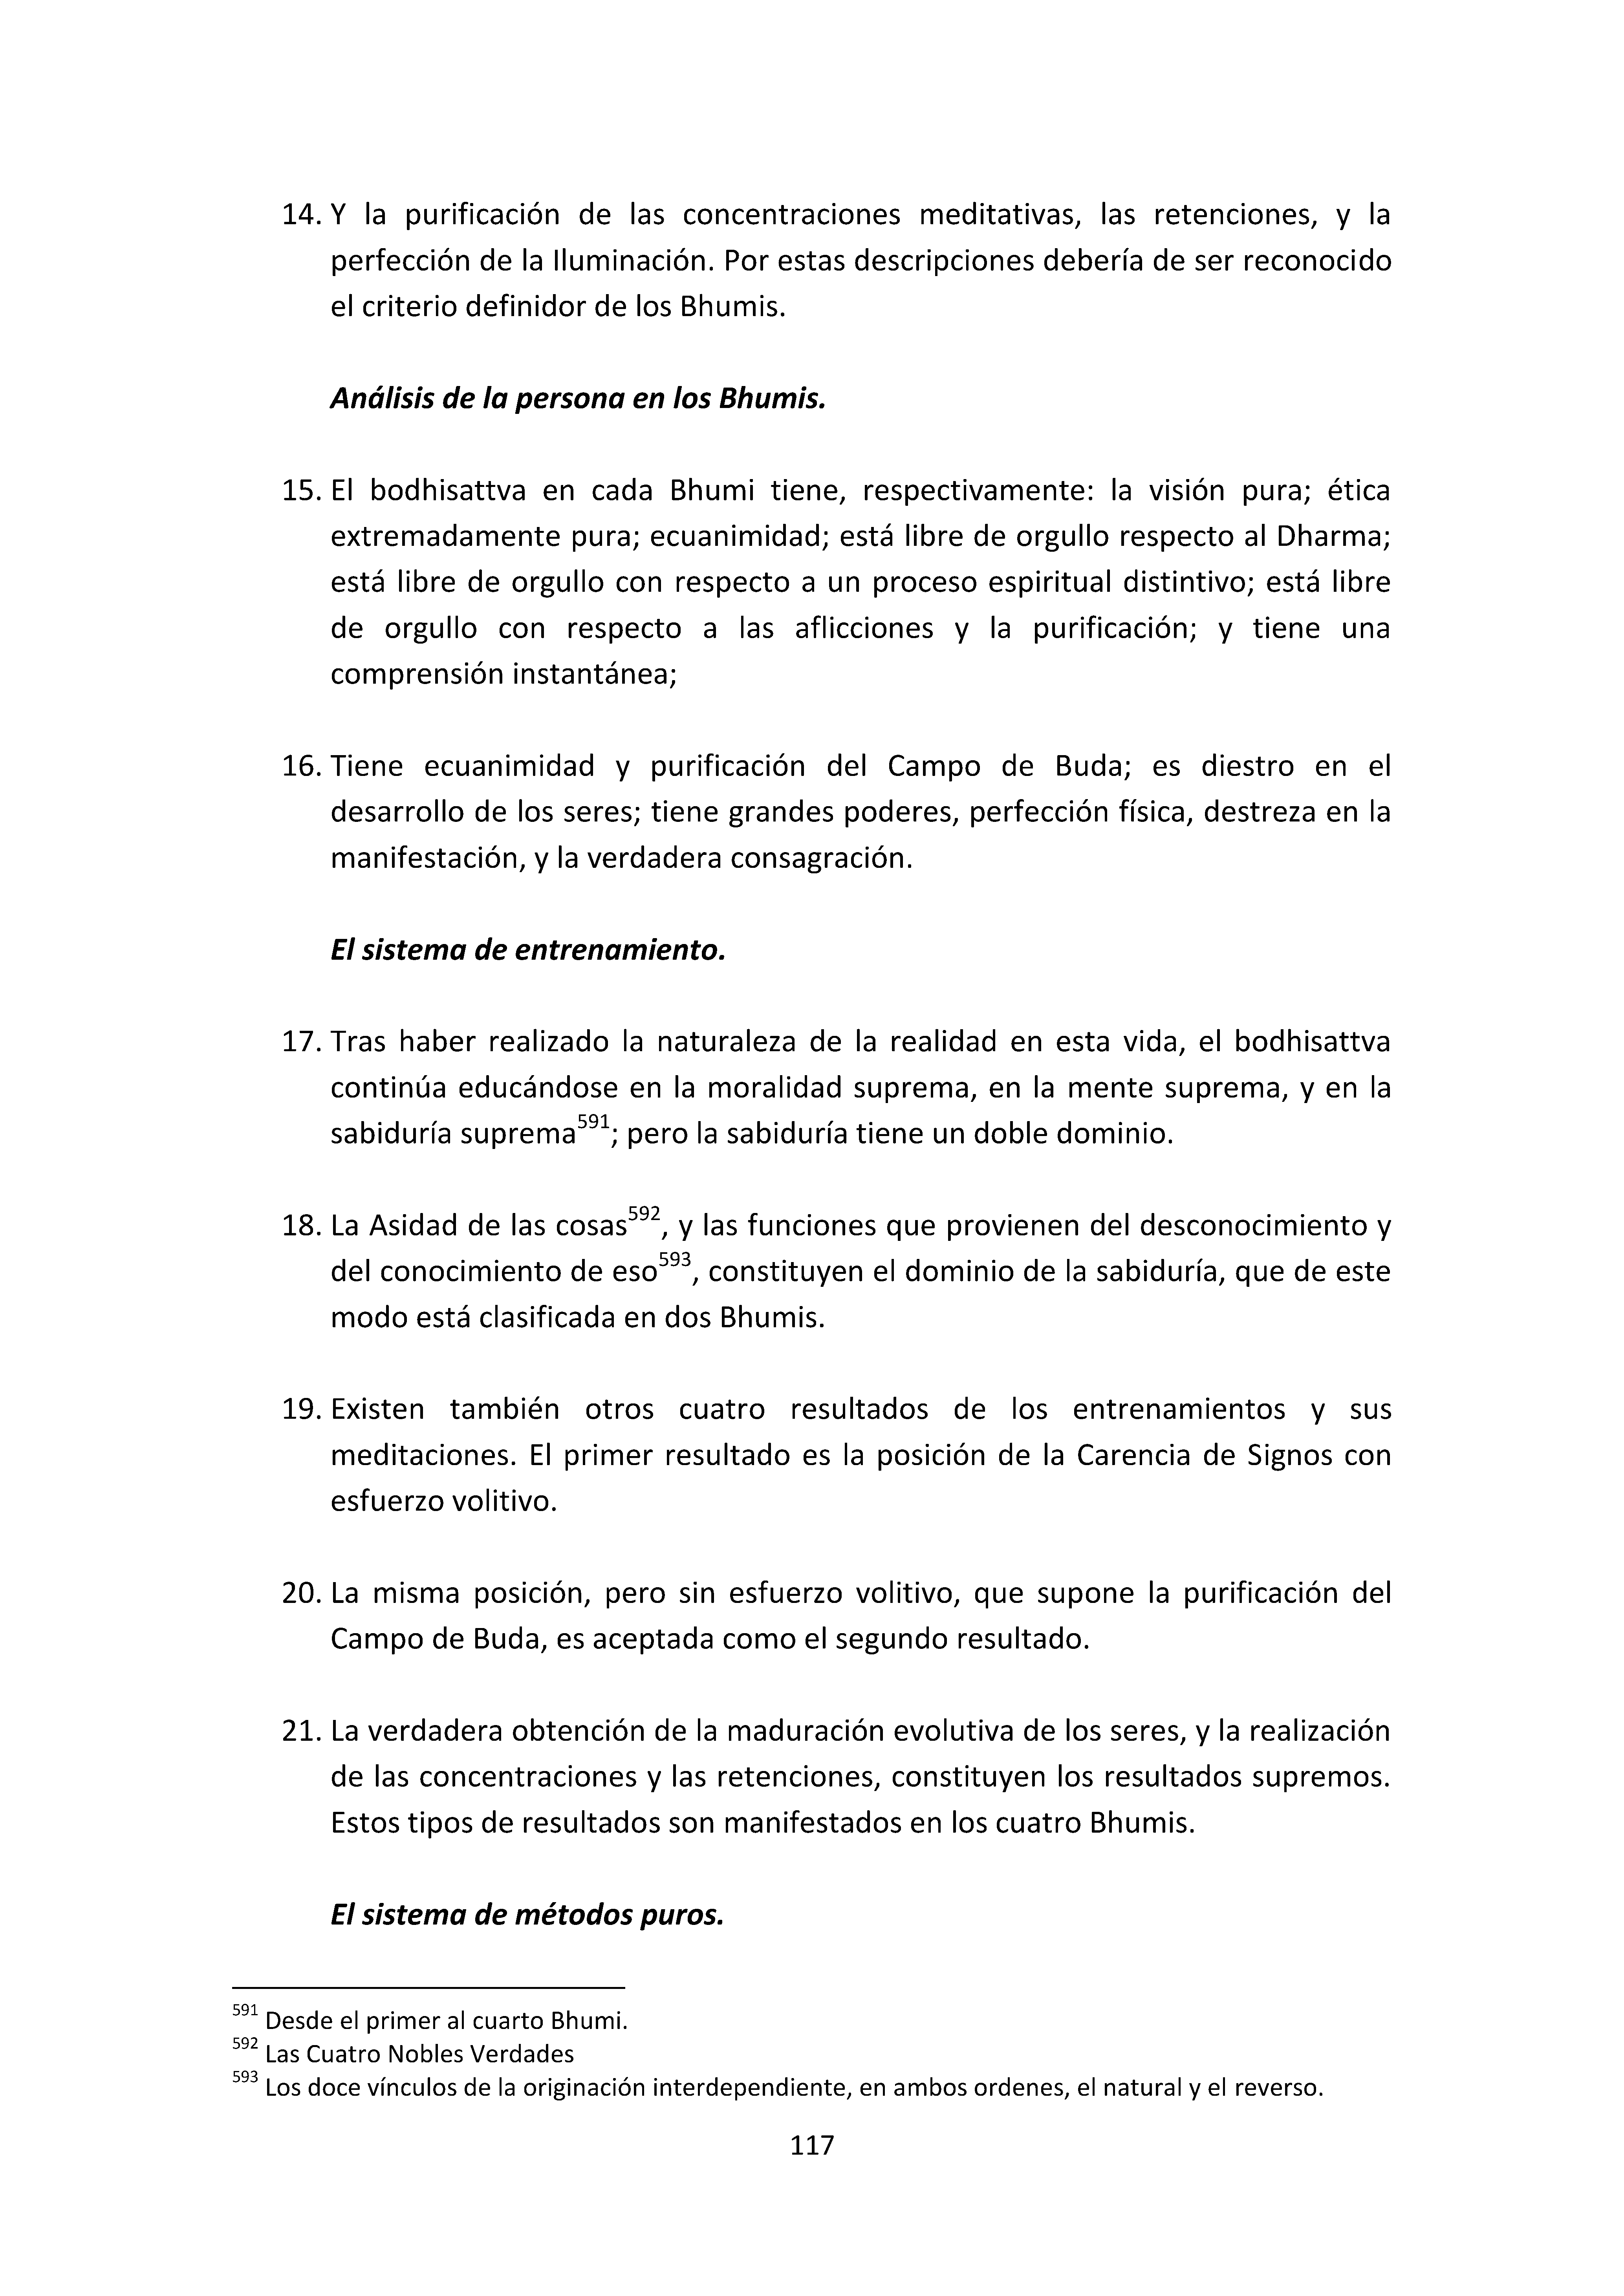 14. Y la purificación de las concentraciones meditativas, las retenciones, y la
perfección de la Iluminación. Por estas descripciones debería de ser reconocido
el criterio definidor de los Bhumis.
Análisis de la persona en los Bhumis.
15. El bodhisattva en cada Bhumi tiene, respectivamente: la visión pura; ética
extremadamente pura; ecuanimidad; está libre de orgullo respecto al Dharma;
está libre de orgullo con respecto a un proceso espiritual distintivo; está libre
de orgullo con respecto a las aflicciones y la purificación; y tiene una
comprensión instantánea;
16. Tiene ecuanimidad y purificación del Campo de Buda; es diestro en el
desarrollo de los seres; tiene grandes poderes, perfección física, destreza en la
manifestación, y la verdadera consagración.
El sistema de entrenamiento.
17. Tras haber realizado la naturaleza de la realidad en esta vida, el bodhisattva
continúa educándose en la moralidad suprema, en la mente suprema, y en la
sabiduría suprema591; pero la sabiduría tiene un doble dominio.
18. La Asidad de las cosas592, y las funciones que provienen del desconocimiento y
del conocimiento de eso593, constituyen el dominio de la sabiduría, que de este
modo está clasificada en dos Bhumis.
19. Existen también otros cuatro resultados de los entrenamientos y sus
meditaciones. El primer resultado es la posición de la Carencia de Signos con
esfuerzo volitivo.
20. La misma posición, pero sin esfuerzo volitivo, que supone la purificación del
Campo de Buda, es aceptada como el segundo resultado.
21. La verdadera obtención de la maduración evolutiva de los seres, y la realización
de las concentraciones y las retenciones, constituyen los resultados supremos.
Estos tipos de resultados son manifestados en los cuatro Bhumis.
El sistema de métodos puros.
591 Desde el primer al cuarto Bhumi.
592 Las Cuatro Nobles Verdades
593 Los doce vínculos de la originación interdependiente, en ambos ordenes, el natural y el reverso.
117